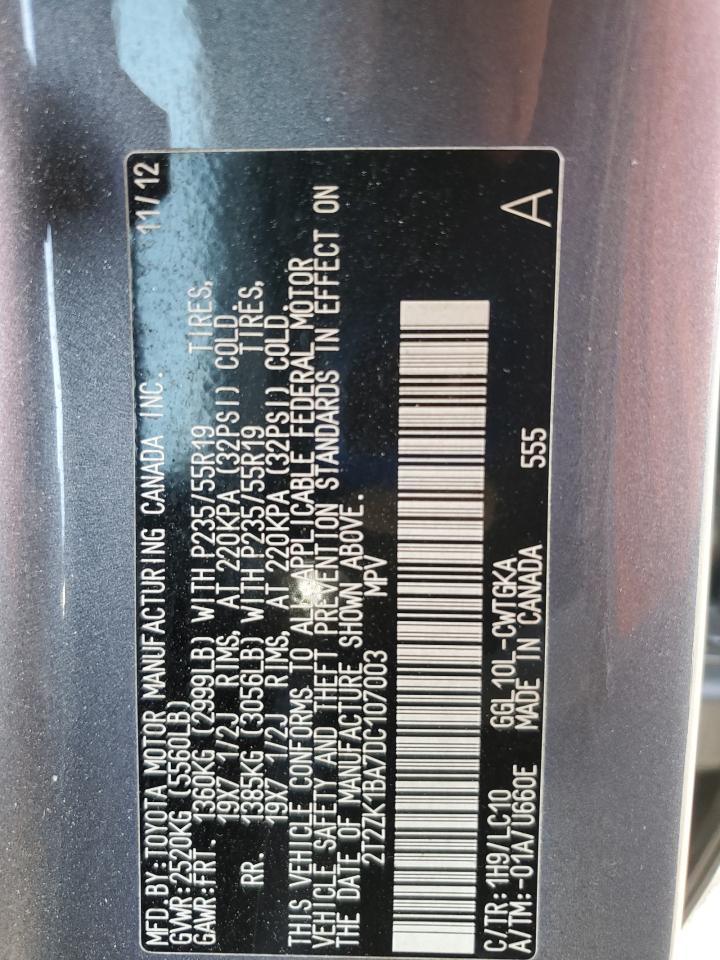 MFD.BY:TOYOTA MOTOR MANUFACTURING CANADA INC. 11/12
GVWR:2520KG (5560LB)
GAWR:FRT. 1360KG (2999LB) WITH P235/55R19 TIRES,
19X7 1/2J RIMS, AT 220KPA (32PSI) COLD.
RR. 1385KG (3056LB) WITH P235/55R19 TIRES,
19X7 1/2J RIMS, AT 220KPA (32PSI) COLD.
THIS VEHICLE CONFORMS TO ALL APPLICABLE FEDERAL MOTOR
VEHICLE SAFETY AND THEFT PREVENTION STANDARDS IN EFFECT ON
THE DATE OF MANUFACTURE SHOWN ABOVE.
2T2ZK1BA7DC107003 MPV
C/TR:1H9/LC10 GGL10L-CWTGKA 555 A
A/TM:-01A/U660E MADE IN CANADA